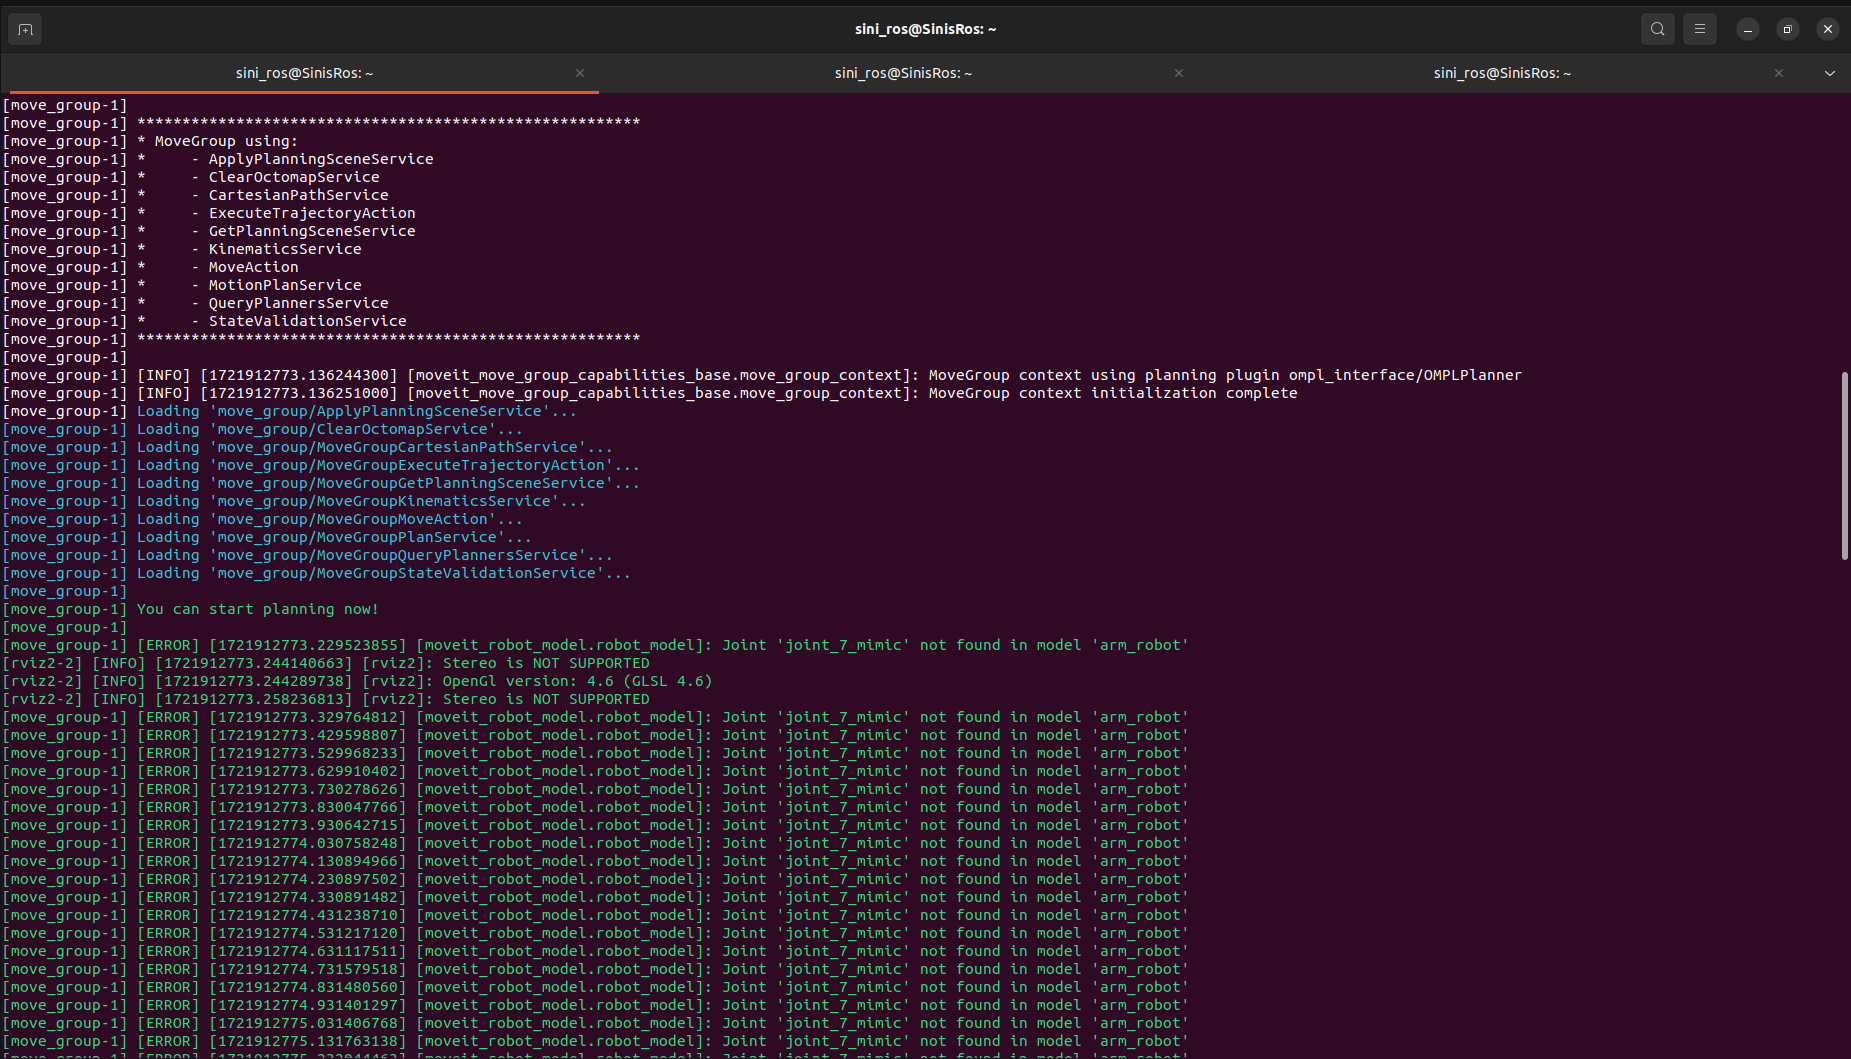 sini_ros@SinisRos: ~
sini_ros@SinisRos: ~
sini_ros@SinisRos: ~
sini_ros@SinisRos: ~
[move_group-1]
[move_group-1] ********************************************************
[move_group-1] * MoveGroup using:
[move_group-1] *     - ApplyPlanningSceneService
[move_group-1] *     - ClearOctomapService
[move_group-1] *     - CartesianPathService
[move_group-1] *     - ExecuteTrajectoryAction
[move_group-1] *     - GetPlanningSceneService
[move_group-1] *     - KinematicsService
[move_group-1] *     - MoveAction
[move_group-1] *     - MotionPlanService
[move_group-1] *     - QueryPlannersService
[move_group-1] *     - StateValidationService
[move_group-1] ********************************************************
[move_group-1]
[move_group-1] [INFO] [1721912773.136244300] [moveit_move_group_capabilities_base.move_group_context]: MoveGroup context using planning plugin ompl_interface/OMPLPlanner
[move_group-1] [INFO] [1721912773.136251000] [moveit_move_group_capabilities_base.move_group_context]: MoveGroup context initialization complete
[move_group-1] Loading 'move_group/ApplyPlanningSceneService'...
[move_group-1] Loading 'move_group/ClearOctomapService'...
[move_group-1] Loading 'move_group/MoveGroupCartesianPathService'...
[move_group-1] Loading 'move_group/MoveGroupExecuteTrajectoryAction'...
[move_group-1] Loading 'move_group/MoveGroupGetPlanningSceneService'...
[move_group-1] Loading 'move_group/MoveGroupKinematicsService'...
[move_group-1] Loading 'move_group/MoveGroupMoveAction'...
[move_group-1] Loading 'move_group/MoveGroupPlanService'...
[move_group-1] Loading 'move_group/MoveGroupQueryPlannersService'...
[move_group-1] Loading 'move_group/MoveGroupStateValidationService'...
[move_group-1]
[move_group-1] You can start planning now!
[move_group-1]
[move_group-1] [ERROR] [1721912773.229523855] [moveit_robot_model.robot_model]: Joint 'joint_7_mimic' not found in model 'arm_robot'
[rviz2-2] [INFO] [1721912773.244140663] [rviz2]: Stereo is NOT SUPPORTED
[rviz2-2] [INFO] [1721912773.244289738] [rviz2]: OpenGl version: 4.6 (GLSL 4.6)
[rviz2-2] [INFO] [1721912773.258236813] [rviz2]: Stereo is NOT SUPPORTED
[move_group-1] [ERROR] [1721912773.329764812] [moveit_robot_model.robot_model]: Joint 'joint_7_mimic' not found in model 'arm_robot'
[move_group-1] [ERROR] [1721912773.429598807] [moveit_robot_model.robot_model]: Joint 'joint_7_mimic' not found in model 'arm_robot'
[move_group-1] [ERROR] [1721912773.529968233] [moveit_robot_model.robot_model]: Joint 'joint_7_mimic' not found in model 'arm_robot'
[move_group-1] [ERROR] [1721912773.629910402] [moveit_robot_model.robot_model]: Joint 'joint_7_mimic' not found in model 'arm_robot'
[move_group-1] [ERROR] [1721912773.730278626] [moveit_robot_model.robot_model]: Joint 'joint_7_mimic' not found in model 'arm_robot'
[move_group-1] [ERROR] [1721912773.830047766] [moveit_robot_model.robot_model]: Joint 'joint_7_mimic' not found in model 'arm_robot'
[move_group-1] [ERROR] [1721912773.930642715] [moveit_robot_model.robot_model]: Joint 'joint_7_mimic' not found in model 'arm_robot'
[move_group-1] [ERROR] [1721912774.030758248] [moveit_robot_model.robot_model]: Joint 'joint_7_mimic' not found in model 'arm_robot'
[move_group-1] [ERROR] [1721912774.130894966] [moveit_robot_model.robot_model]: Joint 'joint_7_mimic' not found in model 'arm_robot'
[move_group-1] [ERROR] [1721912774.230897502] [moveit_robot_model.robot_model]: Joint 'joint_7_mimic' not found in model 'arm_robot'
[move_group-1] [ERROR] [1721912774.330891482] [moveit_robot_model.robot_model]: Joint 'joint_7_mimic' not found in model 'arm_robot'
[move_group-1] [ERROR] [1721912774.431238710] [moveit_robot_model.robot_model]: Joint 'joint_7_mimic' not found in model 'arm_robot'
[move_group-1] [ERROR] [1721912774.531217120] [moveit_robot_model.robot_model]: Joint 'joint_7_mimic' not found in model 'arm_robot'
[move_group-1] [ERROR] [1721912774.631117511] [moveit_robot_model.robot_model]: Joint 'joint_7_mimic' not found in model 'arm_robot'
[move_group-1] [ERROR] [1721912774.731579518] [moveit_robot_model.robot_model]: Joint 'joint_7_mimic' not found in model 'arm_robot'
[move_group-1] [ERROR] [1721912774.831480560] [moveit_robot_model.robot_model]: Joint 'joint_7_mimic' not found in model 'arm_robot'
[move_group-1] [ERROR] [1721912774.931401297] [moveit_robot_model.robot_model]: Joint 'joint_7_mimic' not found in model 'arm_robot'
[move_group-1] [ERROR] [1721912775.031406768] [moveit_robot_model.robot_model]: Joint 'joint_7_mimic' not found in model 'arm_robot'
[move_group-1] [ERROR] [1721912775.131763138] [moveit_robot_model.robot_model]: Joint 'joint_7_mimic' not found in model 'arm_robot'
[move_group-1] [ERROR] [moveit_robot_model.robot_model]: Joint 'joint_7_mimic' not found in model 'arm_robot'